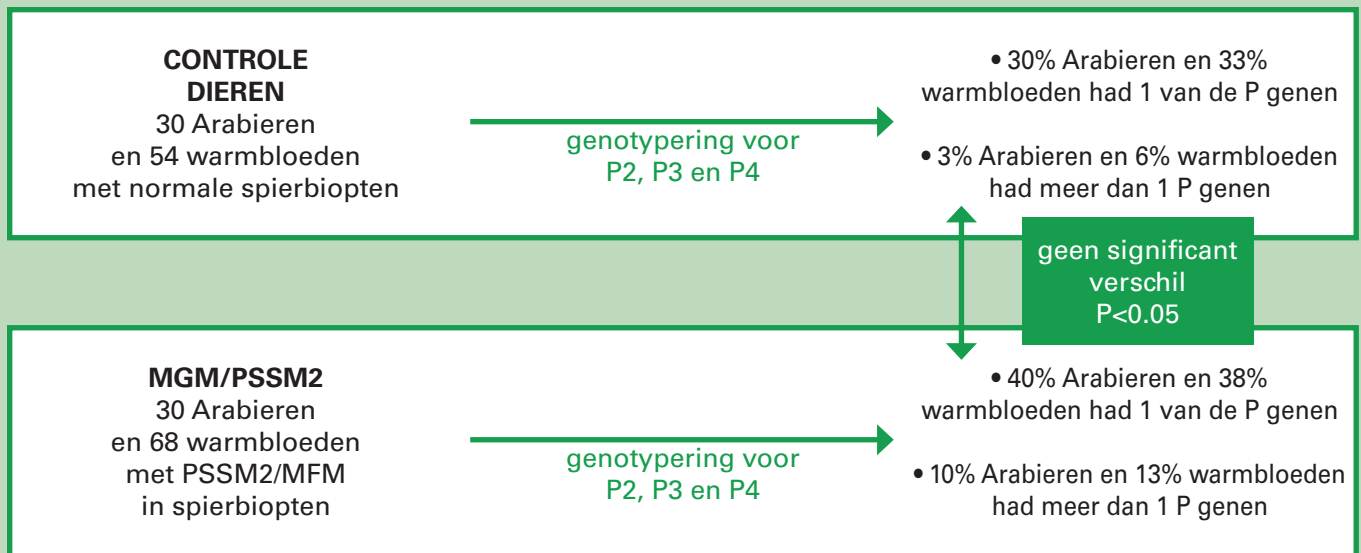 CONTROLE
DIEREN
30 Arabieren
en 54 warmbloeden
met normale spierbiopten
genotypering voor
P2, P3 en P4
• 30% Arabieren en 33%
warmbloeden had 1 van de P genen
• 3% Arabieren en 6% warmbloeden
had meer dan 1 P genen
geen significant
verschil
P<0.05
MGM/PSSM2
30 Arabieren
en 68 warmbloeden
met PSSM2/MFM
in spierbiopten
genotypering voor
P2, P3 en P4
• 40% Arabieren en 38%
warmbloeden had 1 van de P genen
• 10% Arabieren en 13% warmbloeden
had meer dan 1 P genen